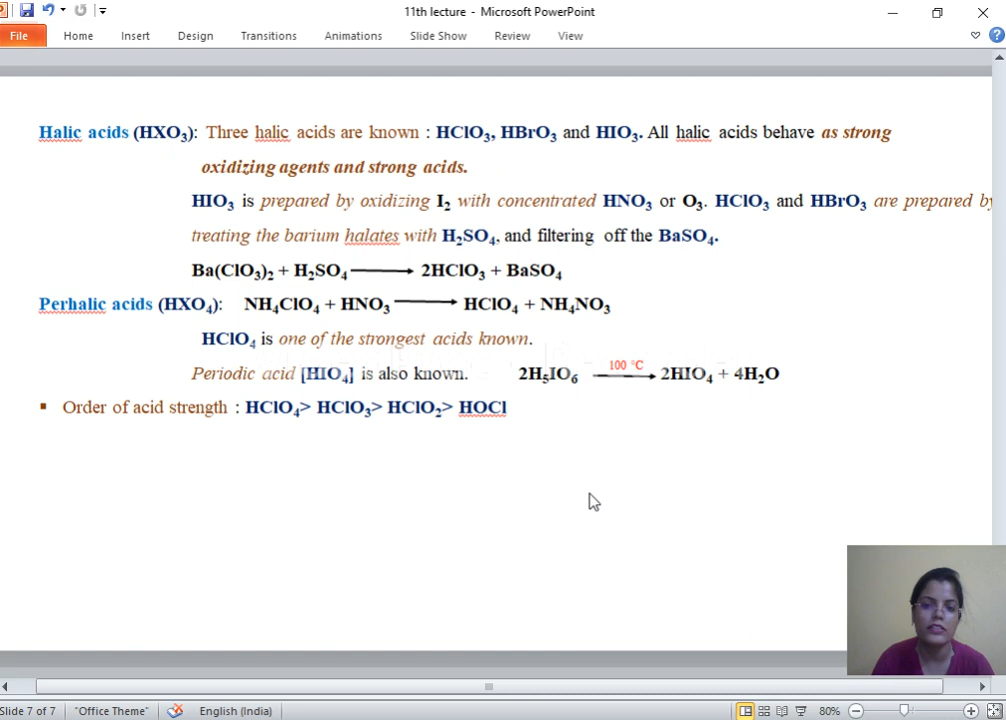 11th lecture - Microsoft PowerPoint
File Home Insert Design Transitions Animations Slide Show Review View
Halic acids (HXO₃): Three halic acids are known : HClO₃, HBrO₃ and HIO₃. All halic acids behave as strong
oxidizing agents and strong acids.
HIO₃ is prepared by oxidizing I₂ with concentrated HNO₃ or O₃. HClO₃ and HBrO₃ are prepared by
treating the barium halates with H₂SO₄, and filtering off the BaSO₄.
Ba(ClO₃)₂ + H₂SO₄ ⟶ 2HClO₃ + BaSO₄
Perhalic acids (HXO₄): NH₄ClO₄ + HNO₃ ⟶ HClO₄ + NH₄NO₃
HClO₄ is one of the strongest acids known.
Periodic acid [HIO₄] is also known. 2H₅IO₆ 100 °C ⟶ 2HIO₄ + 4H₂O
▪ Order of acid strength : HClO₄> HClO₃> HClO₂> HOCl
Slide 7 of 7 "Office Theme" English (India) 80%